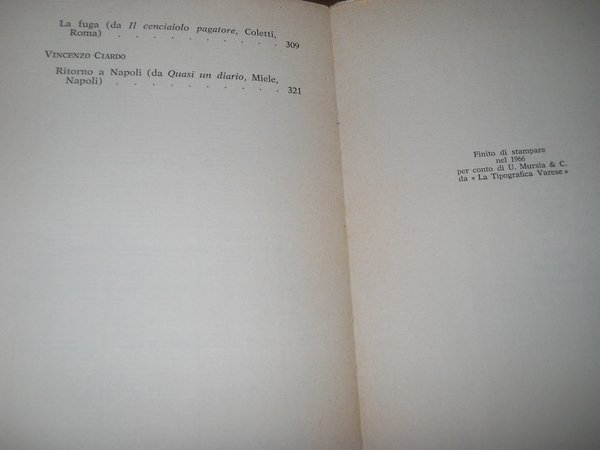 La fuga (da Il cenciaiolo pagatore, Coletti,
Roma) . . . . . . . . . 309
VINCENZO CIARDO
Ritorno a Napoli (da Quasi un diario, Miele,
Napoli) . . . . . . . . . 321
Finito di stampare
nel 1966
per conto di U. Mursia & C.
da « La Tipografica Varese »